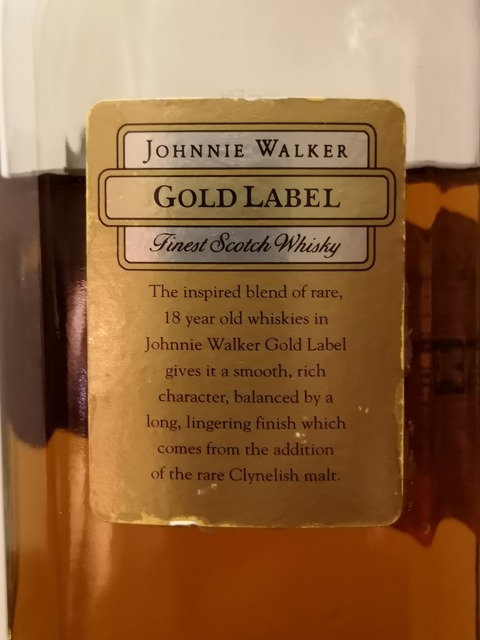 JOHNNIE WALKER
GOLD LABEL
Finest Scotch Whisky
The inspired blend of rare,
18 year old whiskies in
Johnnie Walker Gold Label
gives it a smooth, rich
character, balanced by a
long, lingering finish which
comes from the addition
of the rare Clynelish malt.